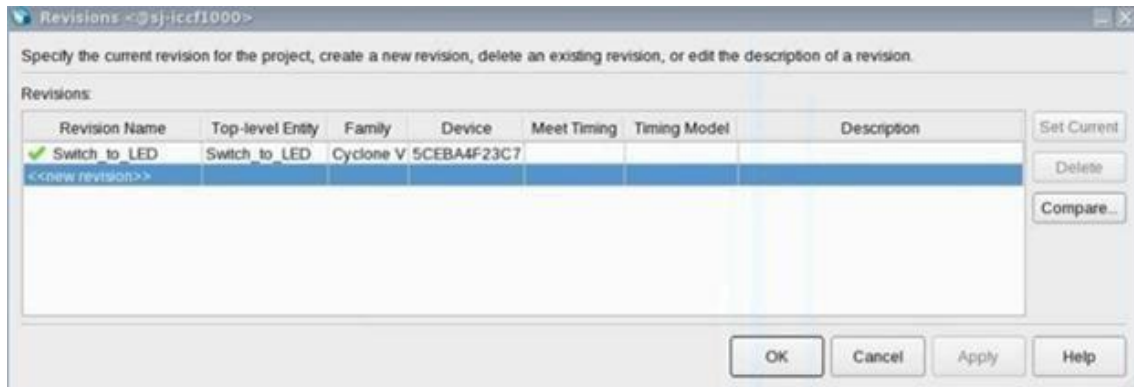 Revisions <@sj-iccf1000>
Specify the current revision for the project, create a new revision, delete an existing revision, or edit the description of a revision.
Revisions:
Revision Name Top-level Entity Family Device Meet Timing Timing Model Description
Switch_to_LED Switch_to_LED Cyclone V 5CEBA4F23C7
<<new revision>>
Set Current
Delete
Compare...
OK Cancel Apply Help